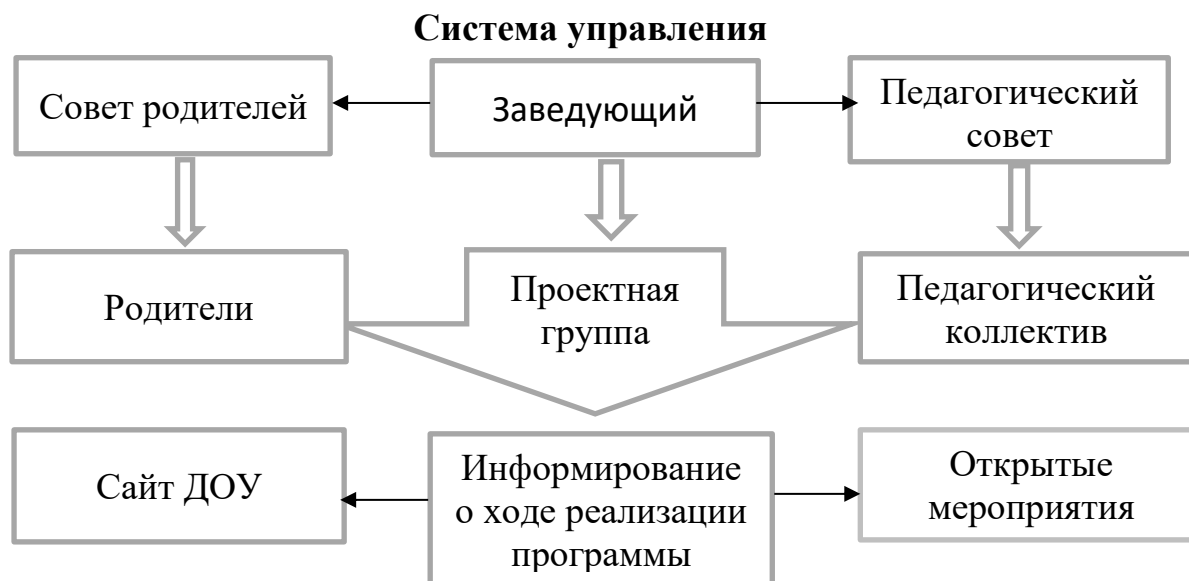 Система управления
Совет родителей
Заведующий
Педагогический
совет
Родители
Проектная
группа
Педагогический
коллектив
Сайт ДОУ
Информирование
о ходе реализации
программы
Открытые
мероприятия